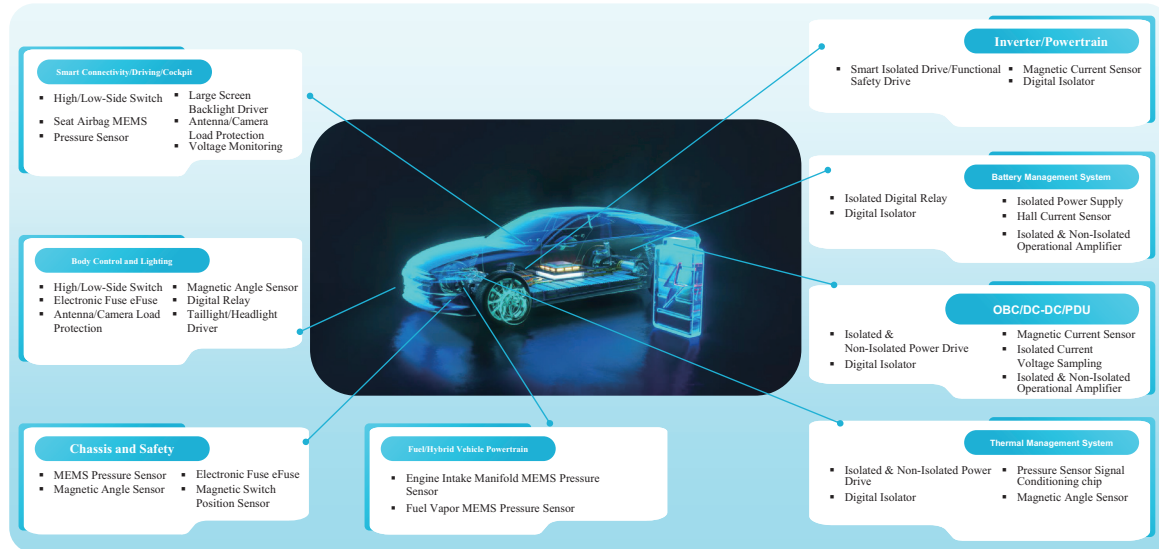 Smart Connectivity/Driving/Cockpit
High/Low-Side Switch
Seat Airbag MEMS
Pressure Sensor
Large Screen
Backlight Driver
Antenna/Camera
Load Protection
Voltage Monitoring
Body Control and Lighting
High/Low-Side Switch
Electronic Fuse eFuse
Antenna/Camera Load
Protection
Magnetic Angle Sensor
Digital Relay
Taillight/Headlight
Driver
Chassis and Safety
MEMS Pressure Sensor
Magnetic Angle Sensor
Electronic Fuse eFuse
Magnetic Switch
Position Sensor
Fuel/Hybrid Vehicle Powertrain
Engine Intake Manifold MEMS Pressure
Sensor
Fuel Vapor MEMS Pressure Sensor
Inverter/Powertrain
Smart Isolated Drive/Functional
Safety Drive
Magnetic Current Sensor
Digital Isolator
Battery Management System
Isolated Digital Relay
Digital Isolator
Isolated Power Supply
Hall Current Sensor
Isolated & Non-Isolated
Operational Amplifier
OBC/DC-DC/PDU
Isolated &
Non-Isolated Power Drive
Digital Isolator
Magnetic Current Sensor
Isolated Current
Voltage Sampling
Isolated & Non-Isolated
Operational Amplifier
Thermal Management System
Isolated & Non-Isolated Power
Drive
Digital Isolator
Pressure Sensor Signal
Conditioning chip
Magnetic Angle Sensor